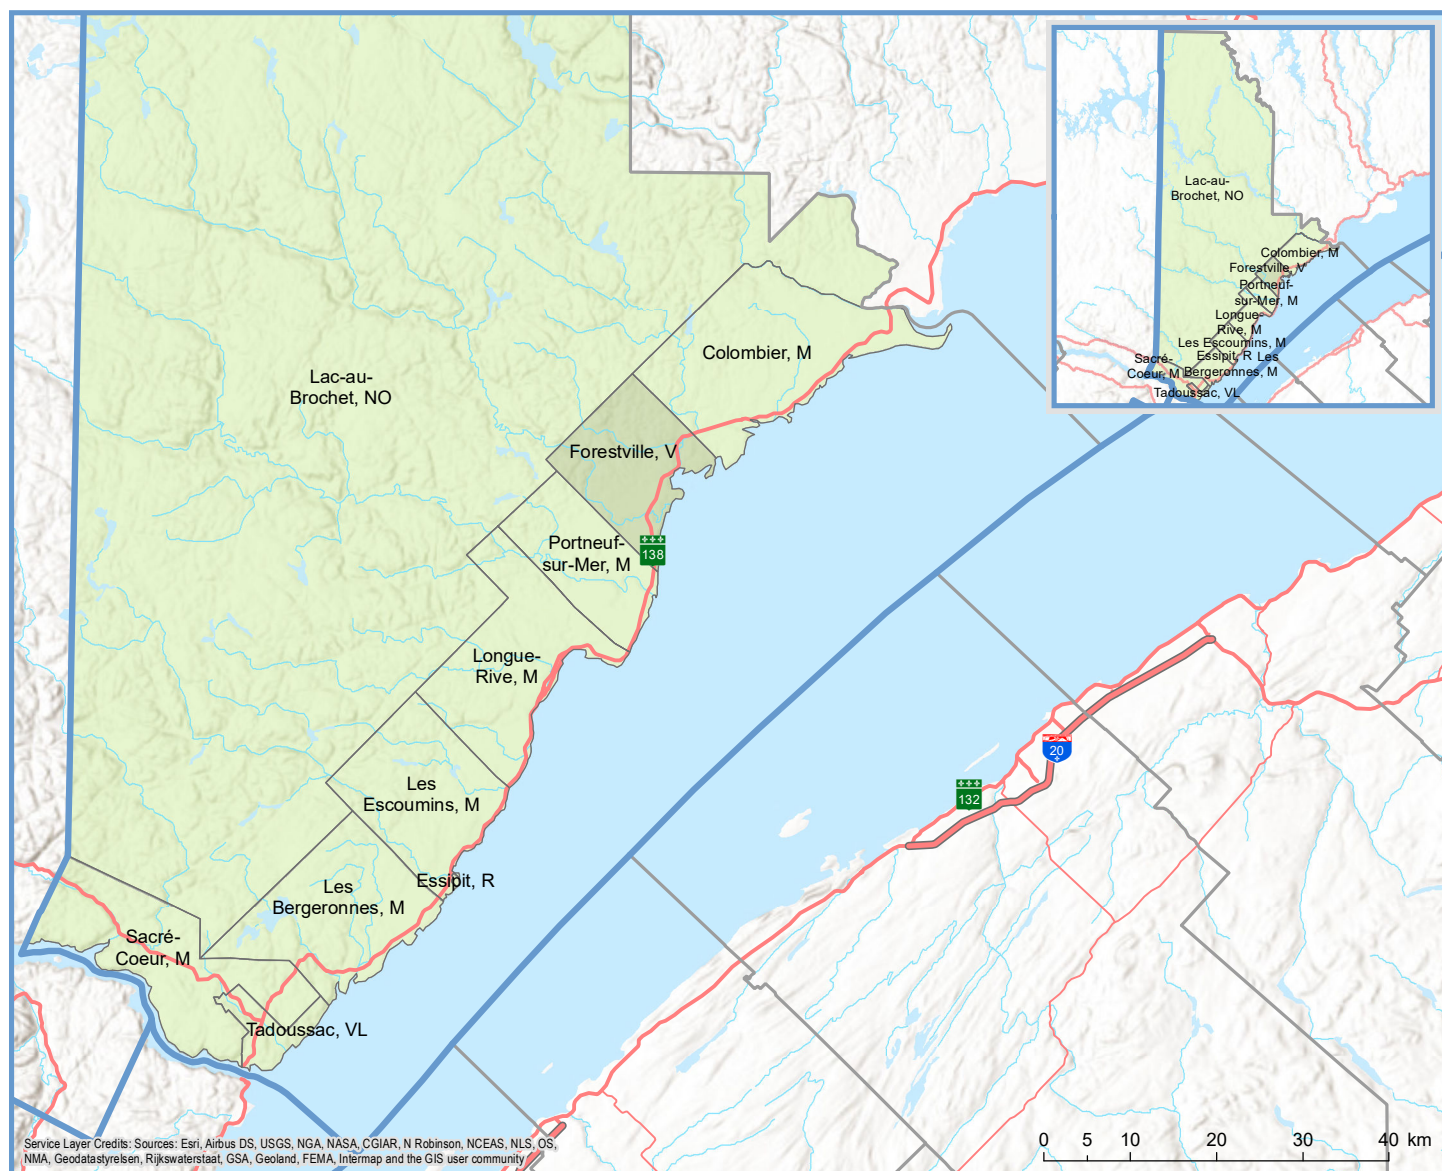 Lac-au-
Brochet, NO
Colombier, M
Forestville, V
Portneuf-
sur-Mer, M
138
Longue-
Rive, M
Les
Escoumins, M
Essipit, R
Les
Bergeronnes, M
Sacré-
Coeur, M
Tadoussac, VL
20
132
Lac-au-
Brochet, NO
Colombier, M
Forestville, V
Portneuf-
sur-Mer, M
Longue-
Rive, M
Les Escoumins, M
Essipit, R Les
Bergeronnes, M
Sacré-
Coeur, M
Tadoussac, VL
Service Layer Credits: Sources: Esri, Airbus DS, USGS, NGA, NASA, CGIAR, N Robinson, NCEAS, NLS, OS,
NMA, Geodatastyrelsen, Rijkswaterstaat, GSA, Geoland, FEMA, Intermap and the GIS user community
0 5 10 20 30 40 km